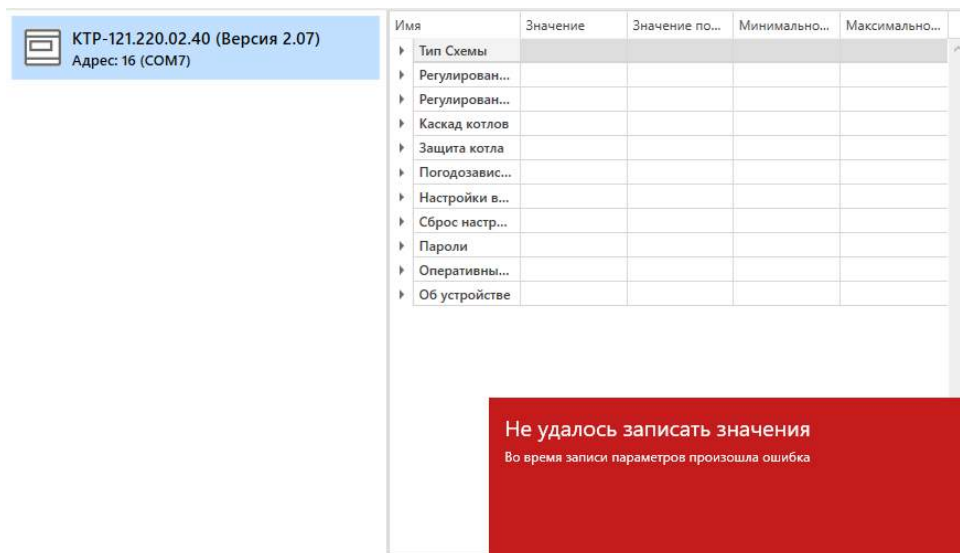 КТР-121.220.02.40 (Версия 2.07)
Адрес: 16 (COM7)
Имя Значение Значение по... Минимально... Максимально...
Тип Схемы
Регулирован...
Регулирован...
Каскад котлов
Защита котла
Погодозавис...
Настройки в...
Сброс настр...
Пароли
Оперативны...
Об устройстве
Не удалось записать значения
Во время записи параметров произошла ошибка